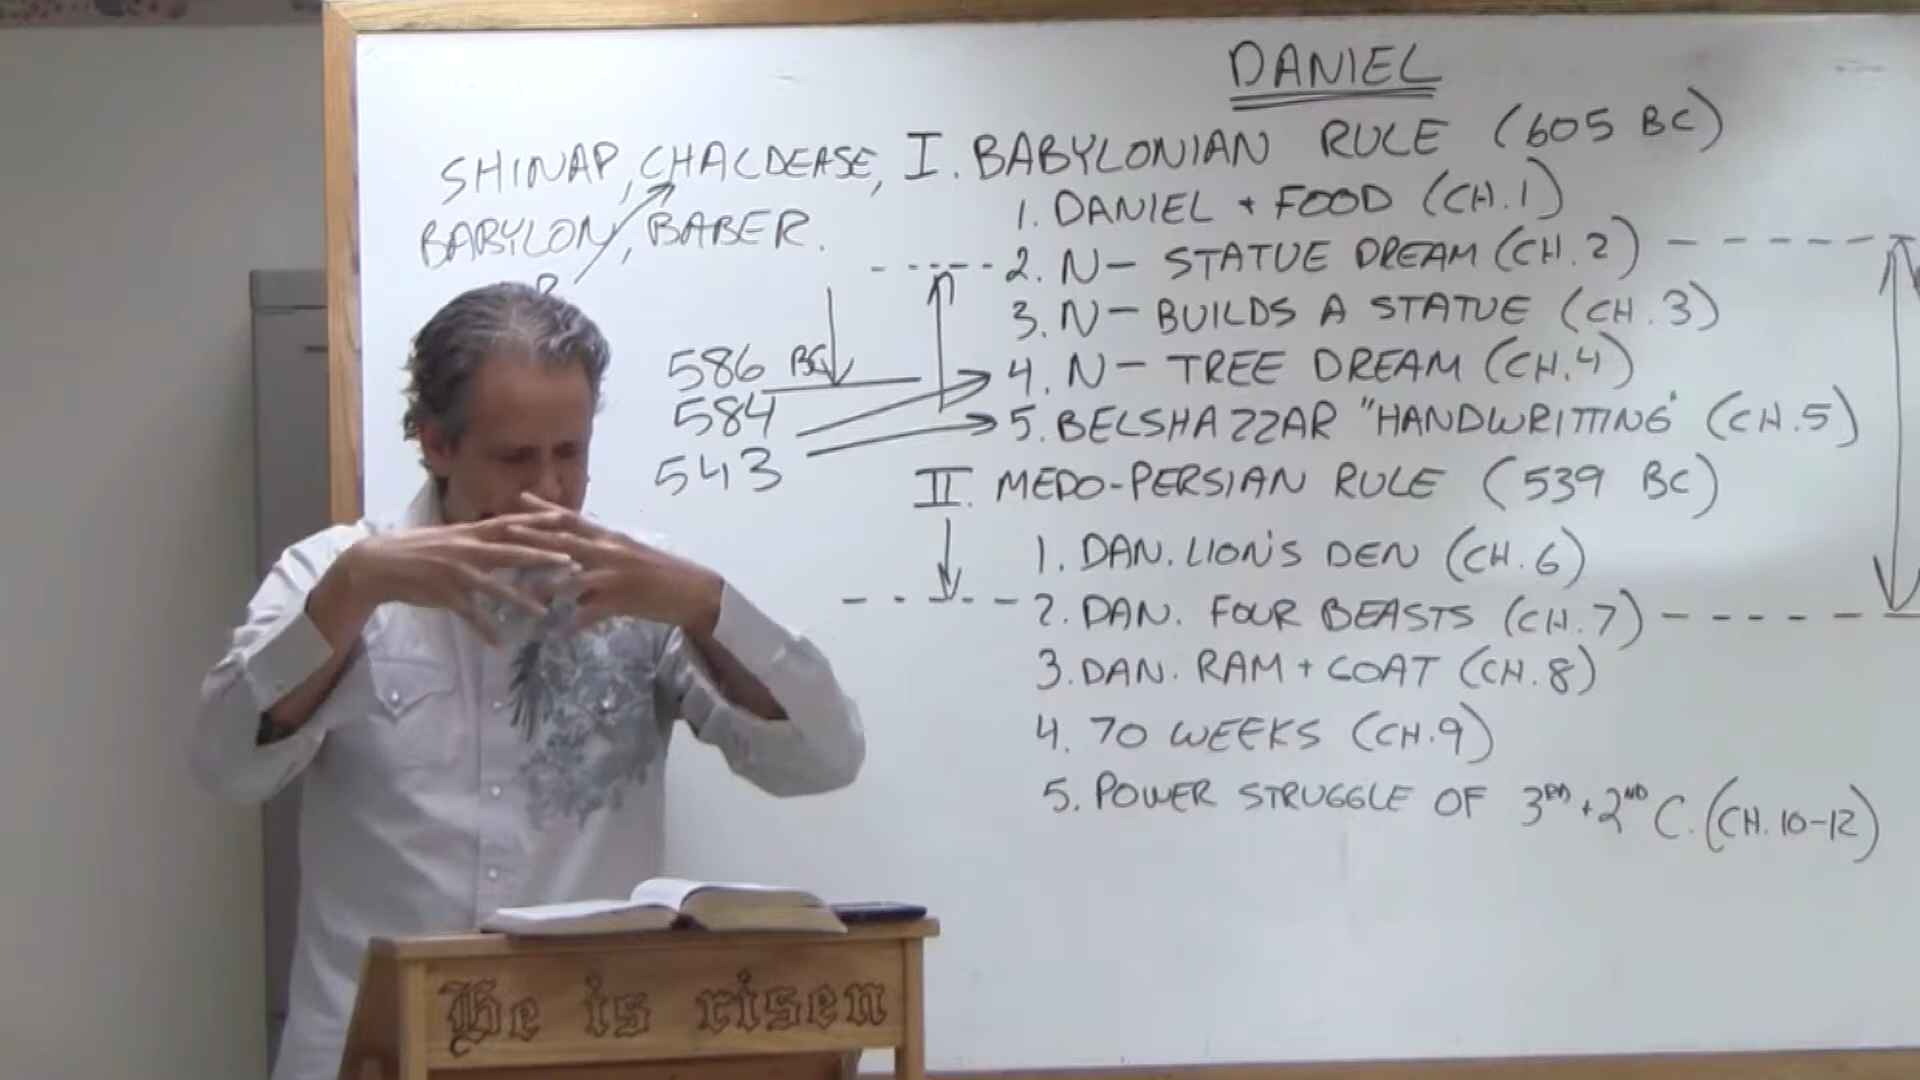 DANIEL
SHINAP, CHALDEASE,
BABYLON, BABER.
586 BC
584
543
I. BABYLONIAN RULE (605 BC)
1. DANIEL + FOOD (CH. 1)
2. N- STATUE DREAM (CH. 2)
3. N- BUILDS A STATUE (CH. 3)
4. N- TREE DREAM (CH. 4)
5. BELSHAZZAR "HANDWRITTING" (CH. 5)
II. MEDO-PERSIAN RULE (539 BC)
1. DAN. LION'S DEN (CH. 6)
2. DAN. FOUR BEASTS (CH. 7)
3. DAN. RAM + GOAT (CH. 8)
4. 70 WEEKS (CH. 9)
5. POWER STRUGGLE OF 3RD + 2ND C. (CH. 10-12)
He is risen